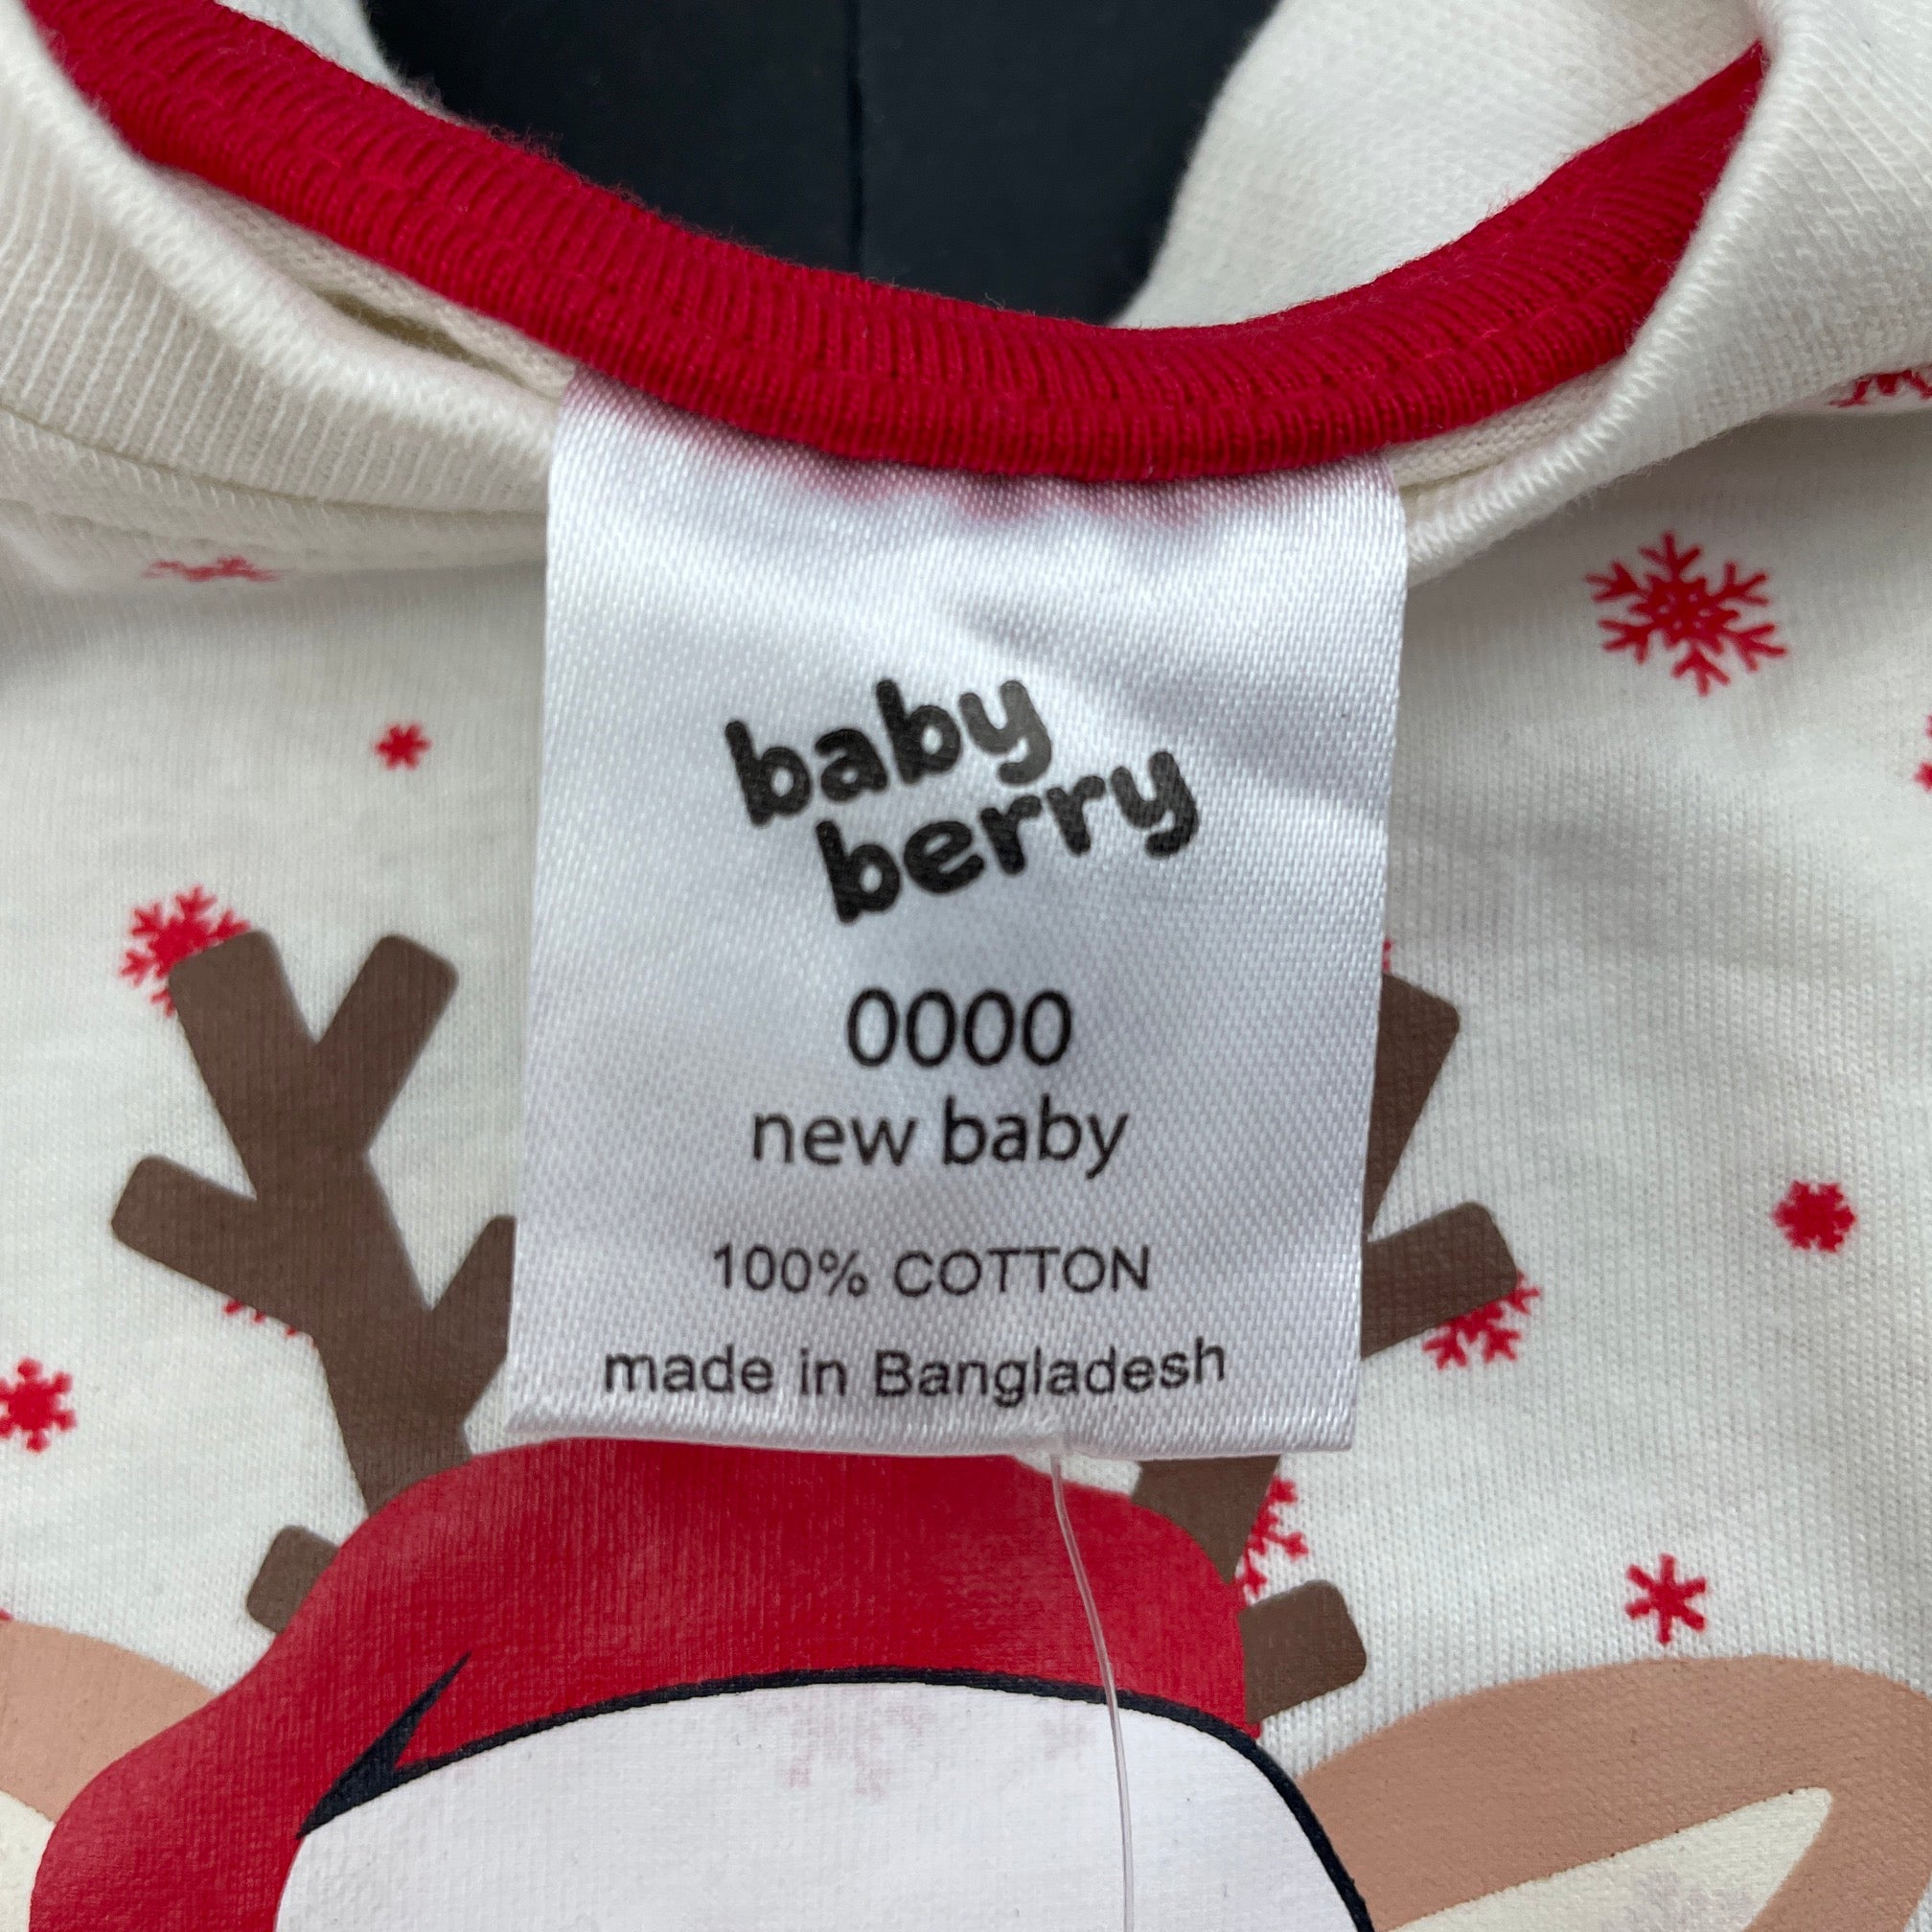 baby
berry
0000
new baby
100% COTTON
made in Bangladesh